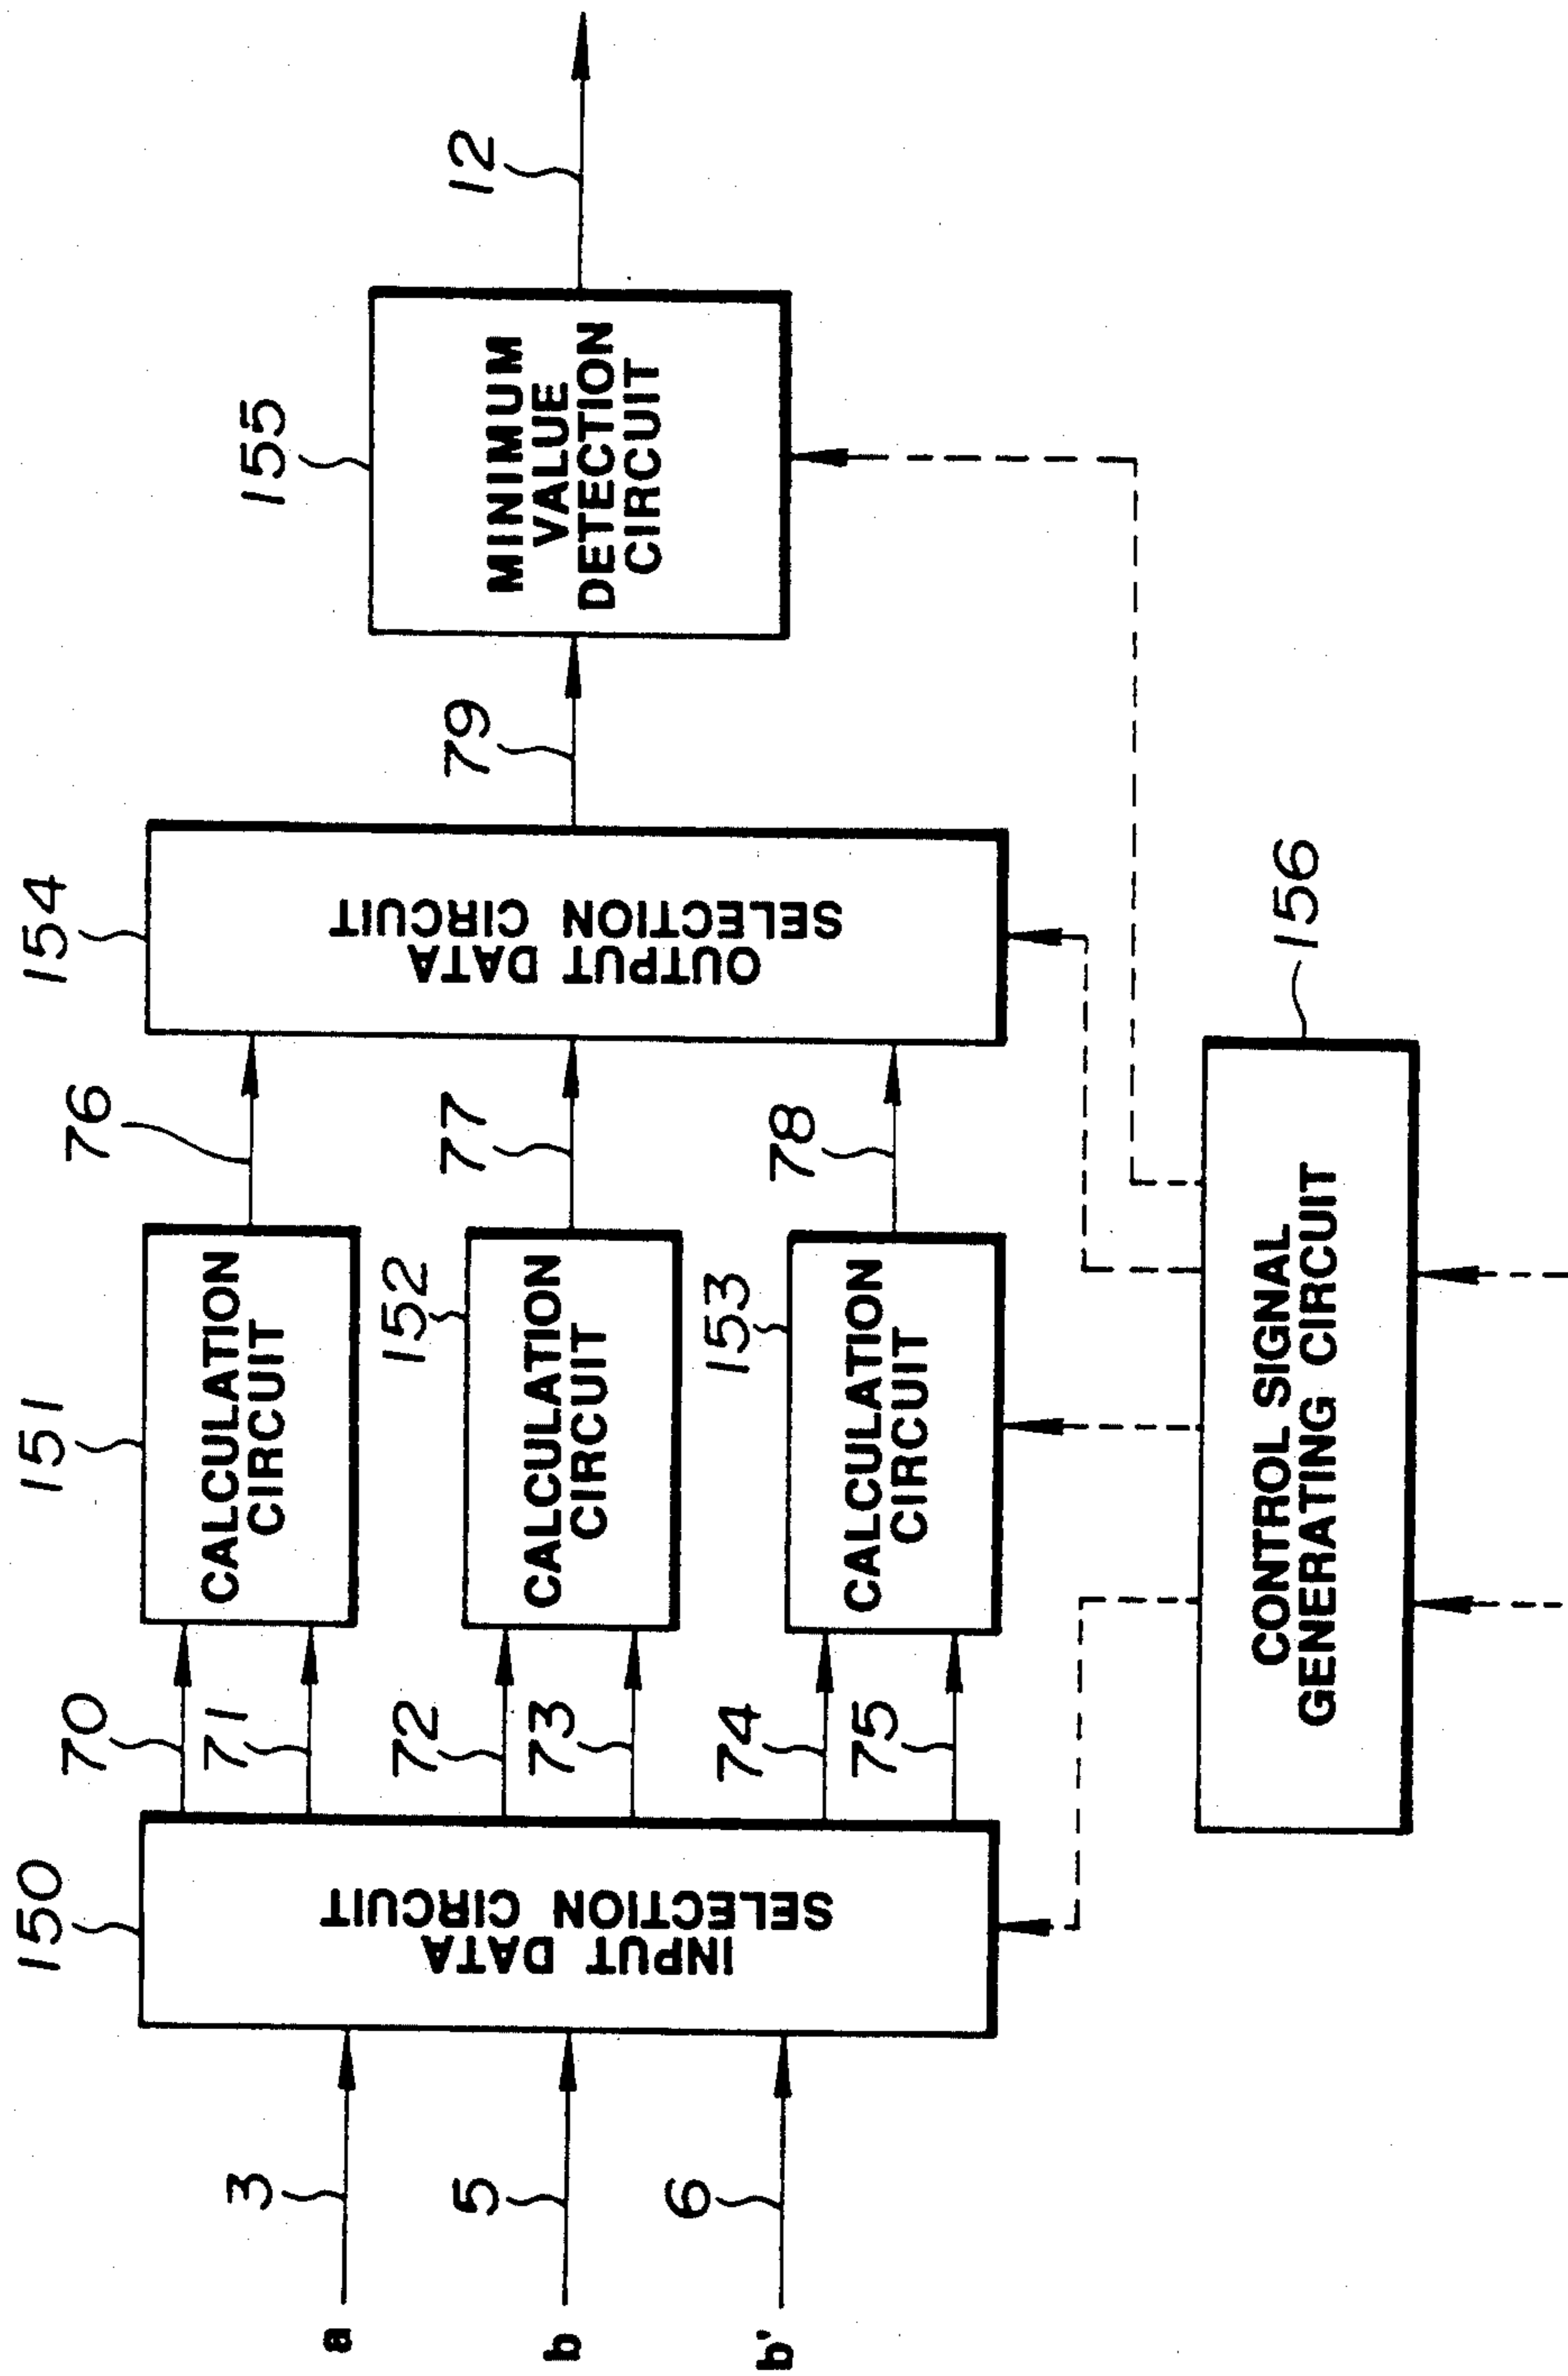 a
3
b
5
b'
6
150
INPUT DATA
SELECTION CIRCUIT
70
71
72
73
74
75
151
CALCULATION
CIRCUIT
152
CALCULATION
CIRCUIT
153
CALCULATION
CIRCUIT
76
77
78
154
OUTPUT DATA
SELECTION CIRCUIT
79
155
MINIMUM
VALUE
DETECTION
CIRCUIT
12
156
CONTROL SIGNAL
GENERATING CIRCUIT